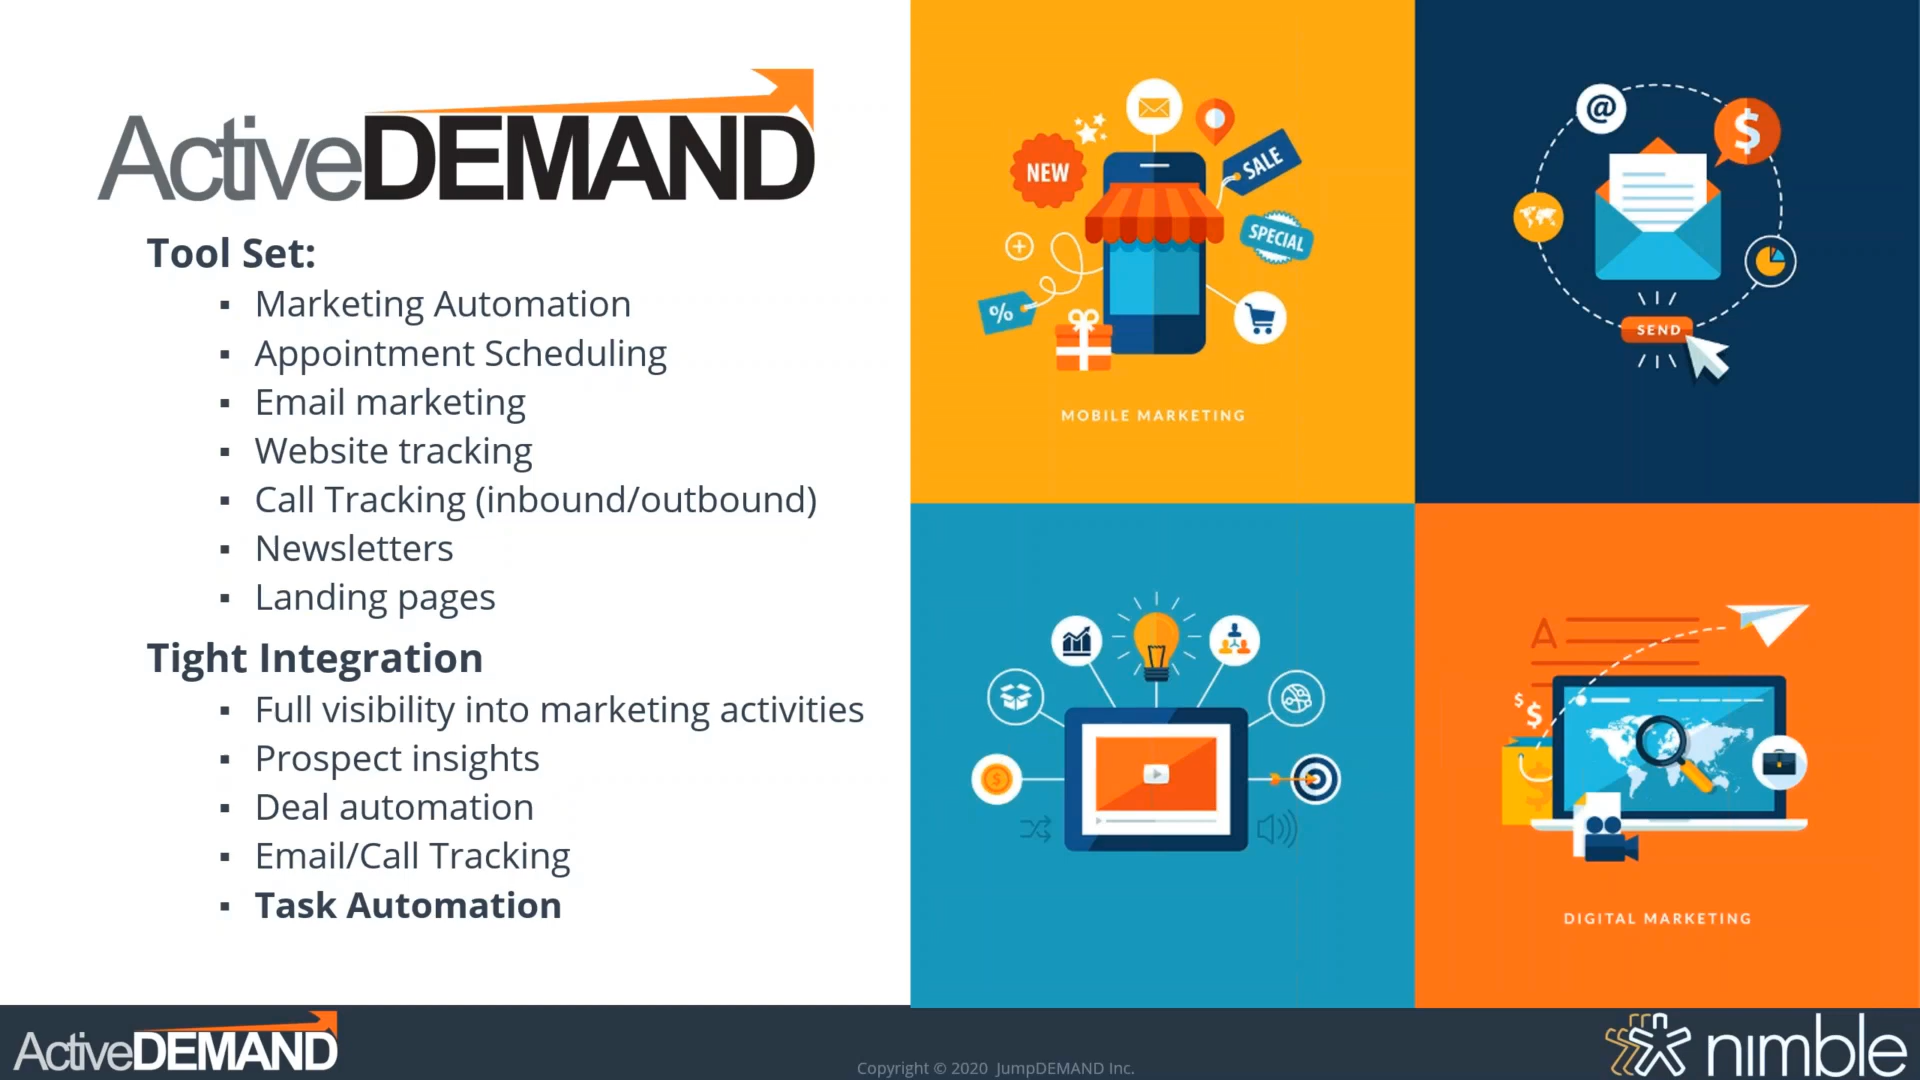 ActiveDEMAND
Tool Set:
▪ Marketing Automation
▪ Appointment Scheduling
▪ Email marketing
▪ Website tracking
▪ Call Tracking (inbound/outbound)
▪ Newsletters
▪ Landing pages
Tight Integration
▪ Full visibility into marketing activities
▪ Prospect insights
▪ Deal automation
▪ Email/Call Tracking
▪ Task Automation
NEW
SALE
SPECIAL
%
MOBILE MARKETING
@
$
SEND
$
A
$
$
$
DIGITAL MARKETING
ActiveDEMAND
Copyright © 2020 JumpDEMAND Inc.
nimble